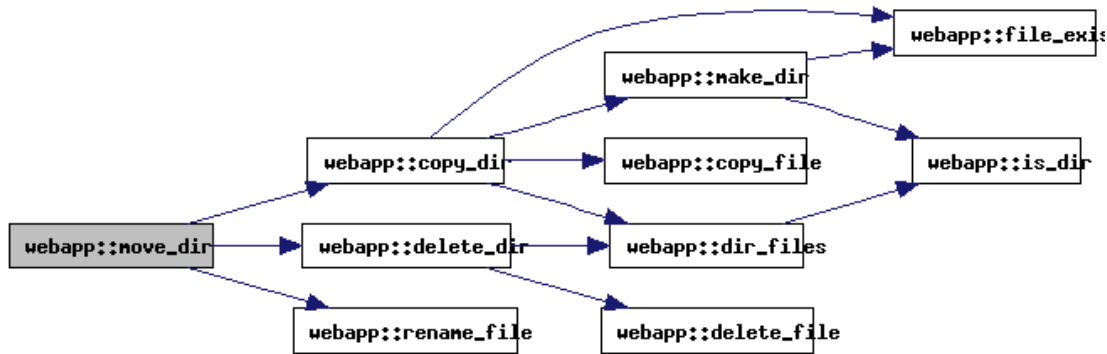 webapp::file_exis
webapp::make_dir
webapp::copy_dir
webapp::copy_file
webapp::is_dir
webapp::move_dir
webapp::delete_dir
webapp::dir_files
webapp::rename_file
webapp::delete_file